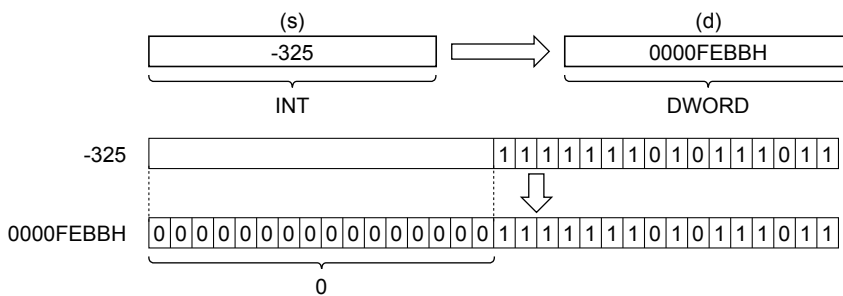 (s) (d)
-325 0000FEBBH
INT DWORD
-325 1 1 1 1 1 1 1 0 1 0 1 1 1 0 1 1
0000FEBBH 0 0 0 0 0 0 0 0 0 0 0 0 0 0 0 0 1 1 1 1 1 1 1 0 1 0 1 1 1 0 1 1
0